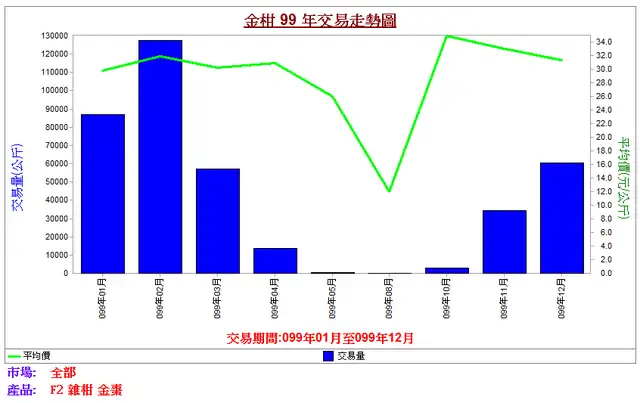 金柑 99 年交易走勢圖
130000
120000
110000
100000
90000
80000
70000
60000
50000
40000
30000
20000
10000
0
交易量(公斤)
34.0
32.0
30.0
28.0
26.0
24.0
22.0
20.0
18.0
16.0
14.0
12.0
10.0
8.0
6.0
4.0
2.0
0.0
平均價(元/公斤)
099年01月
099年02月
099年03月
099年04月
099年05月
099年08月
099年10月
099年11月
099年12月
交易期間:099年01月至099年12月
平均價
交易量
市場: 全部
產品: F2 雜柑 金棗